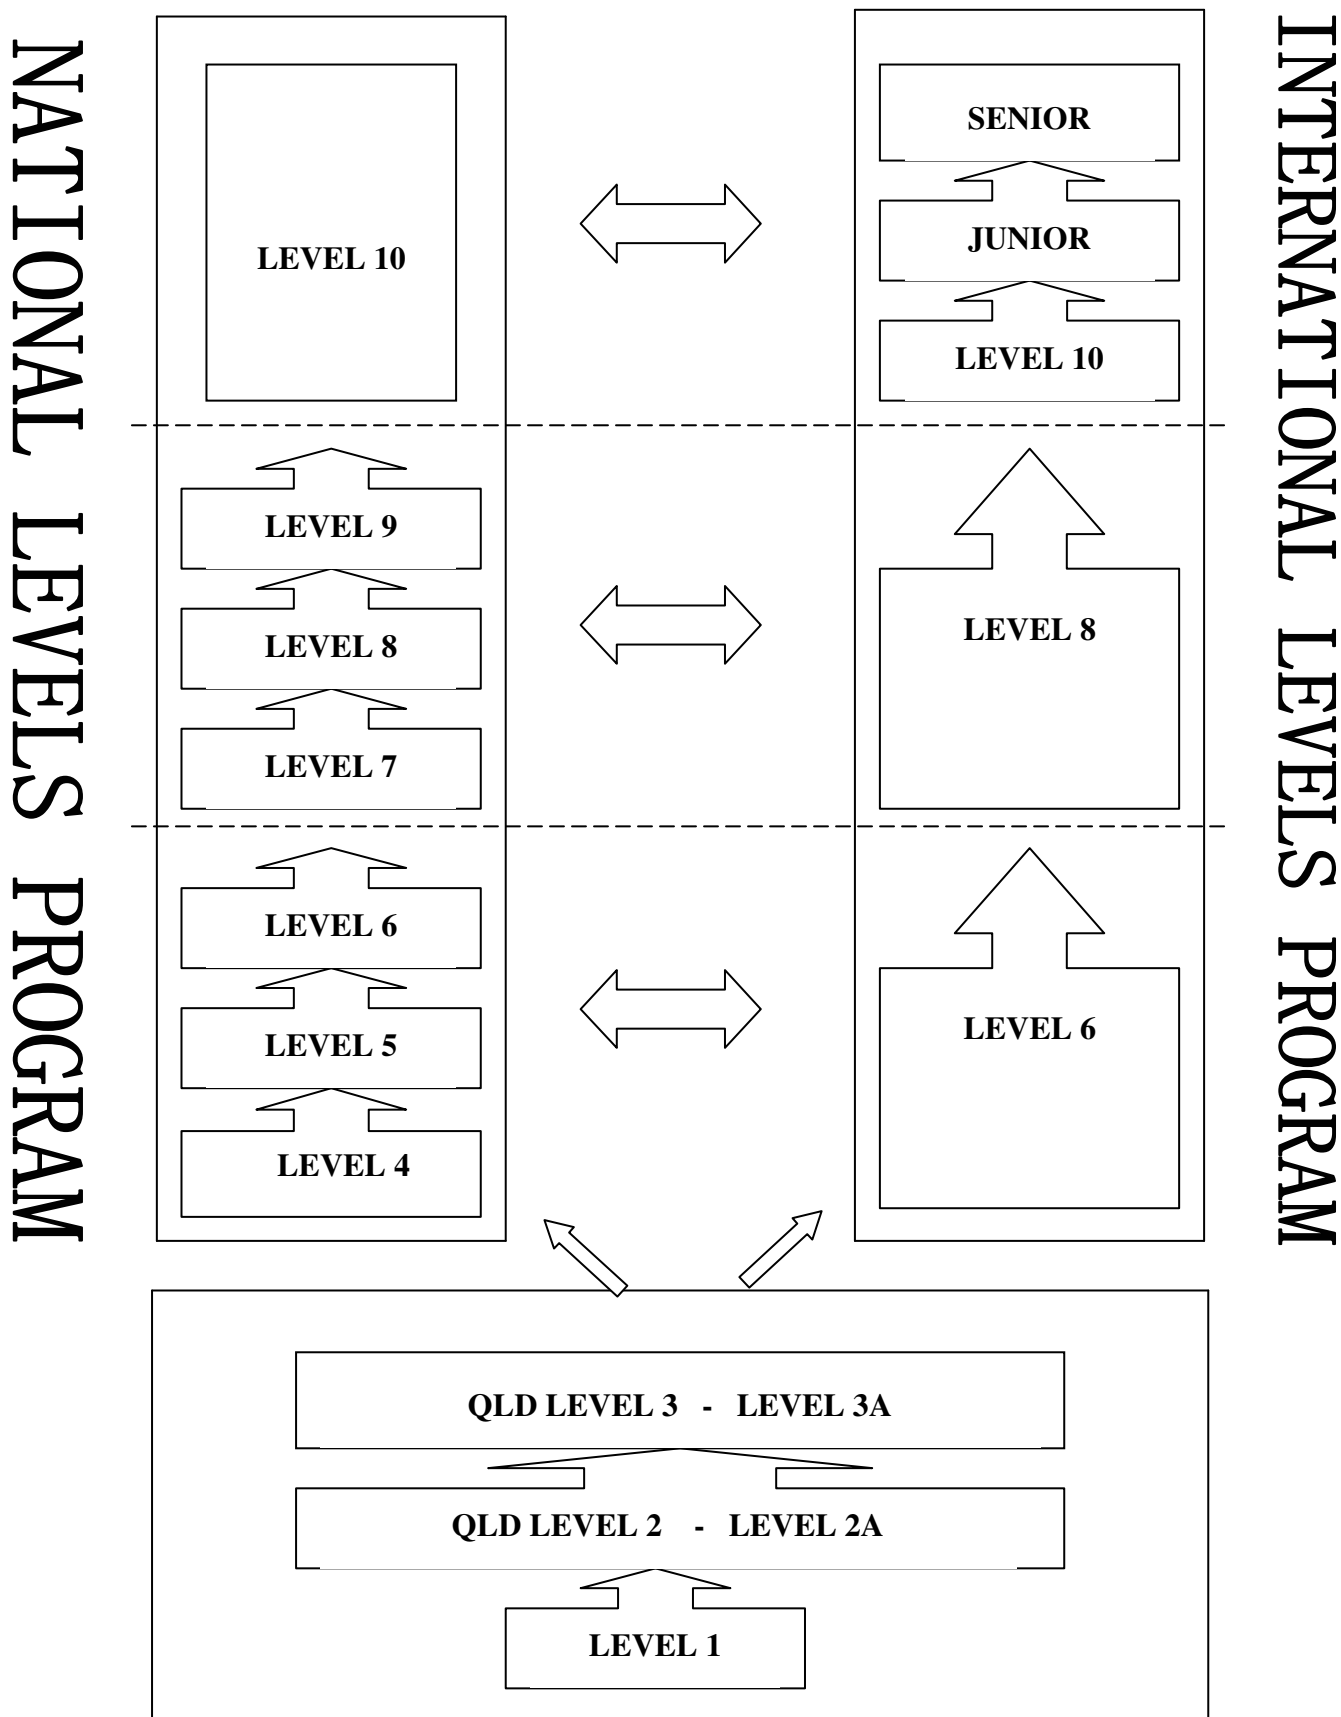 NATIONAL LEVELS PROGRAM
LEVEL 10
LEVEL 9
LEVEL 8
LEVEL 7
LEVEL 6
LEVEL 5
LEVEL 4
SENIOR
JUNIOR
LEVEL 10
LEVEL 8
LEVEL 6
INTERNATIONAL LEVELS PROGRAM
QLD LEVEL 3 - LEVEL 3A
QLD LEVEL 2 - LEVEL 2A
LEVEL 1